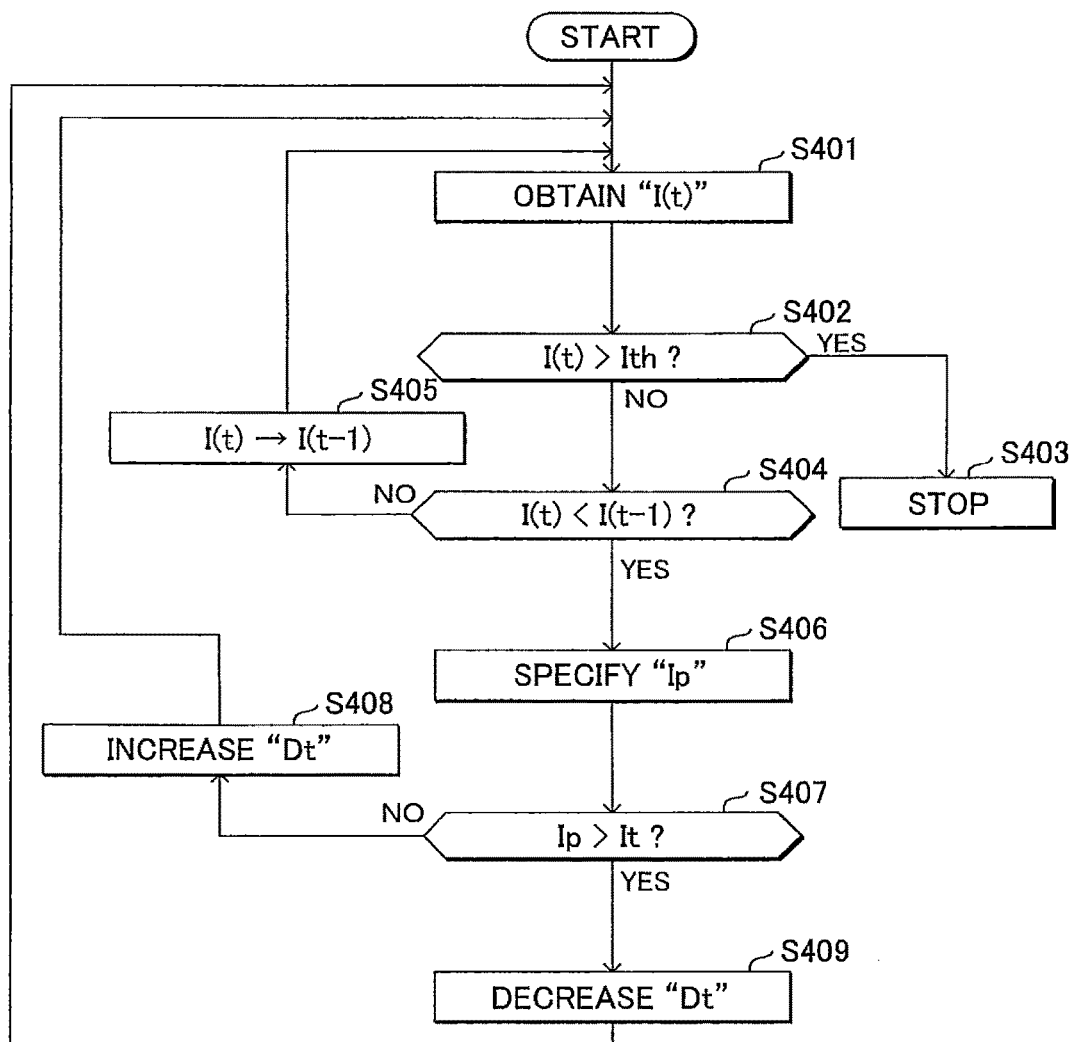 START
S401
OBTAIN “I(t)”
S402
I(t) > Ith ?
YES
NO
S405
I(t) → I(t-1)
S404
NO
I(t) < I(t-1) ?
YES
S403
STOP
S406
SPECIFY “Ip”
S408
INCREASE “Dt”
S407
NO
Ip > It ?
YES
S409
DECREASE “Dt”